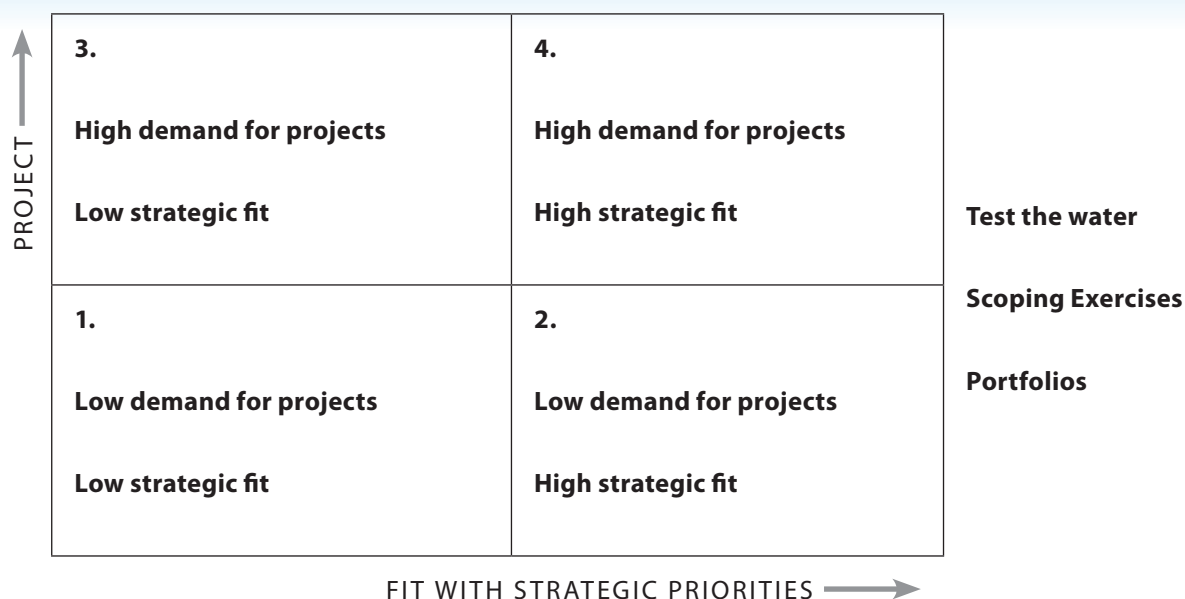 PROJECT
3.
High demand for projects
Low strategic fit
4.
High demand for projects
High strategic fit
1.
Low demand for projects
Low strategic fit
2.
Low demand for projects
High strategic fit
Test the water
Scoping Exercises
Portfolios
FIT WITH STRATEGIC PRIORITIES